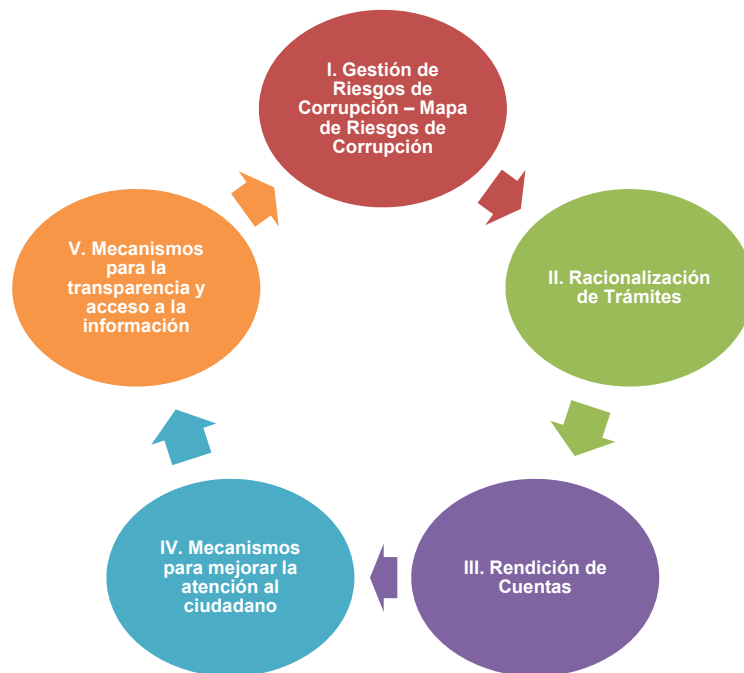 I. Gestión de
Riesgos de
Corrupción – Mapa
de Riesgos de
Corrupción
II. Racionalización
de Trámites
III. Rendición de
Cuentas
IV. Mecanismos
para mejorar la
atención al
ciudadano
V. Mecanismos
para la
transparencia y
acceso a la
información